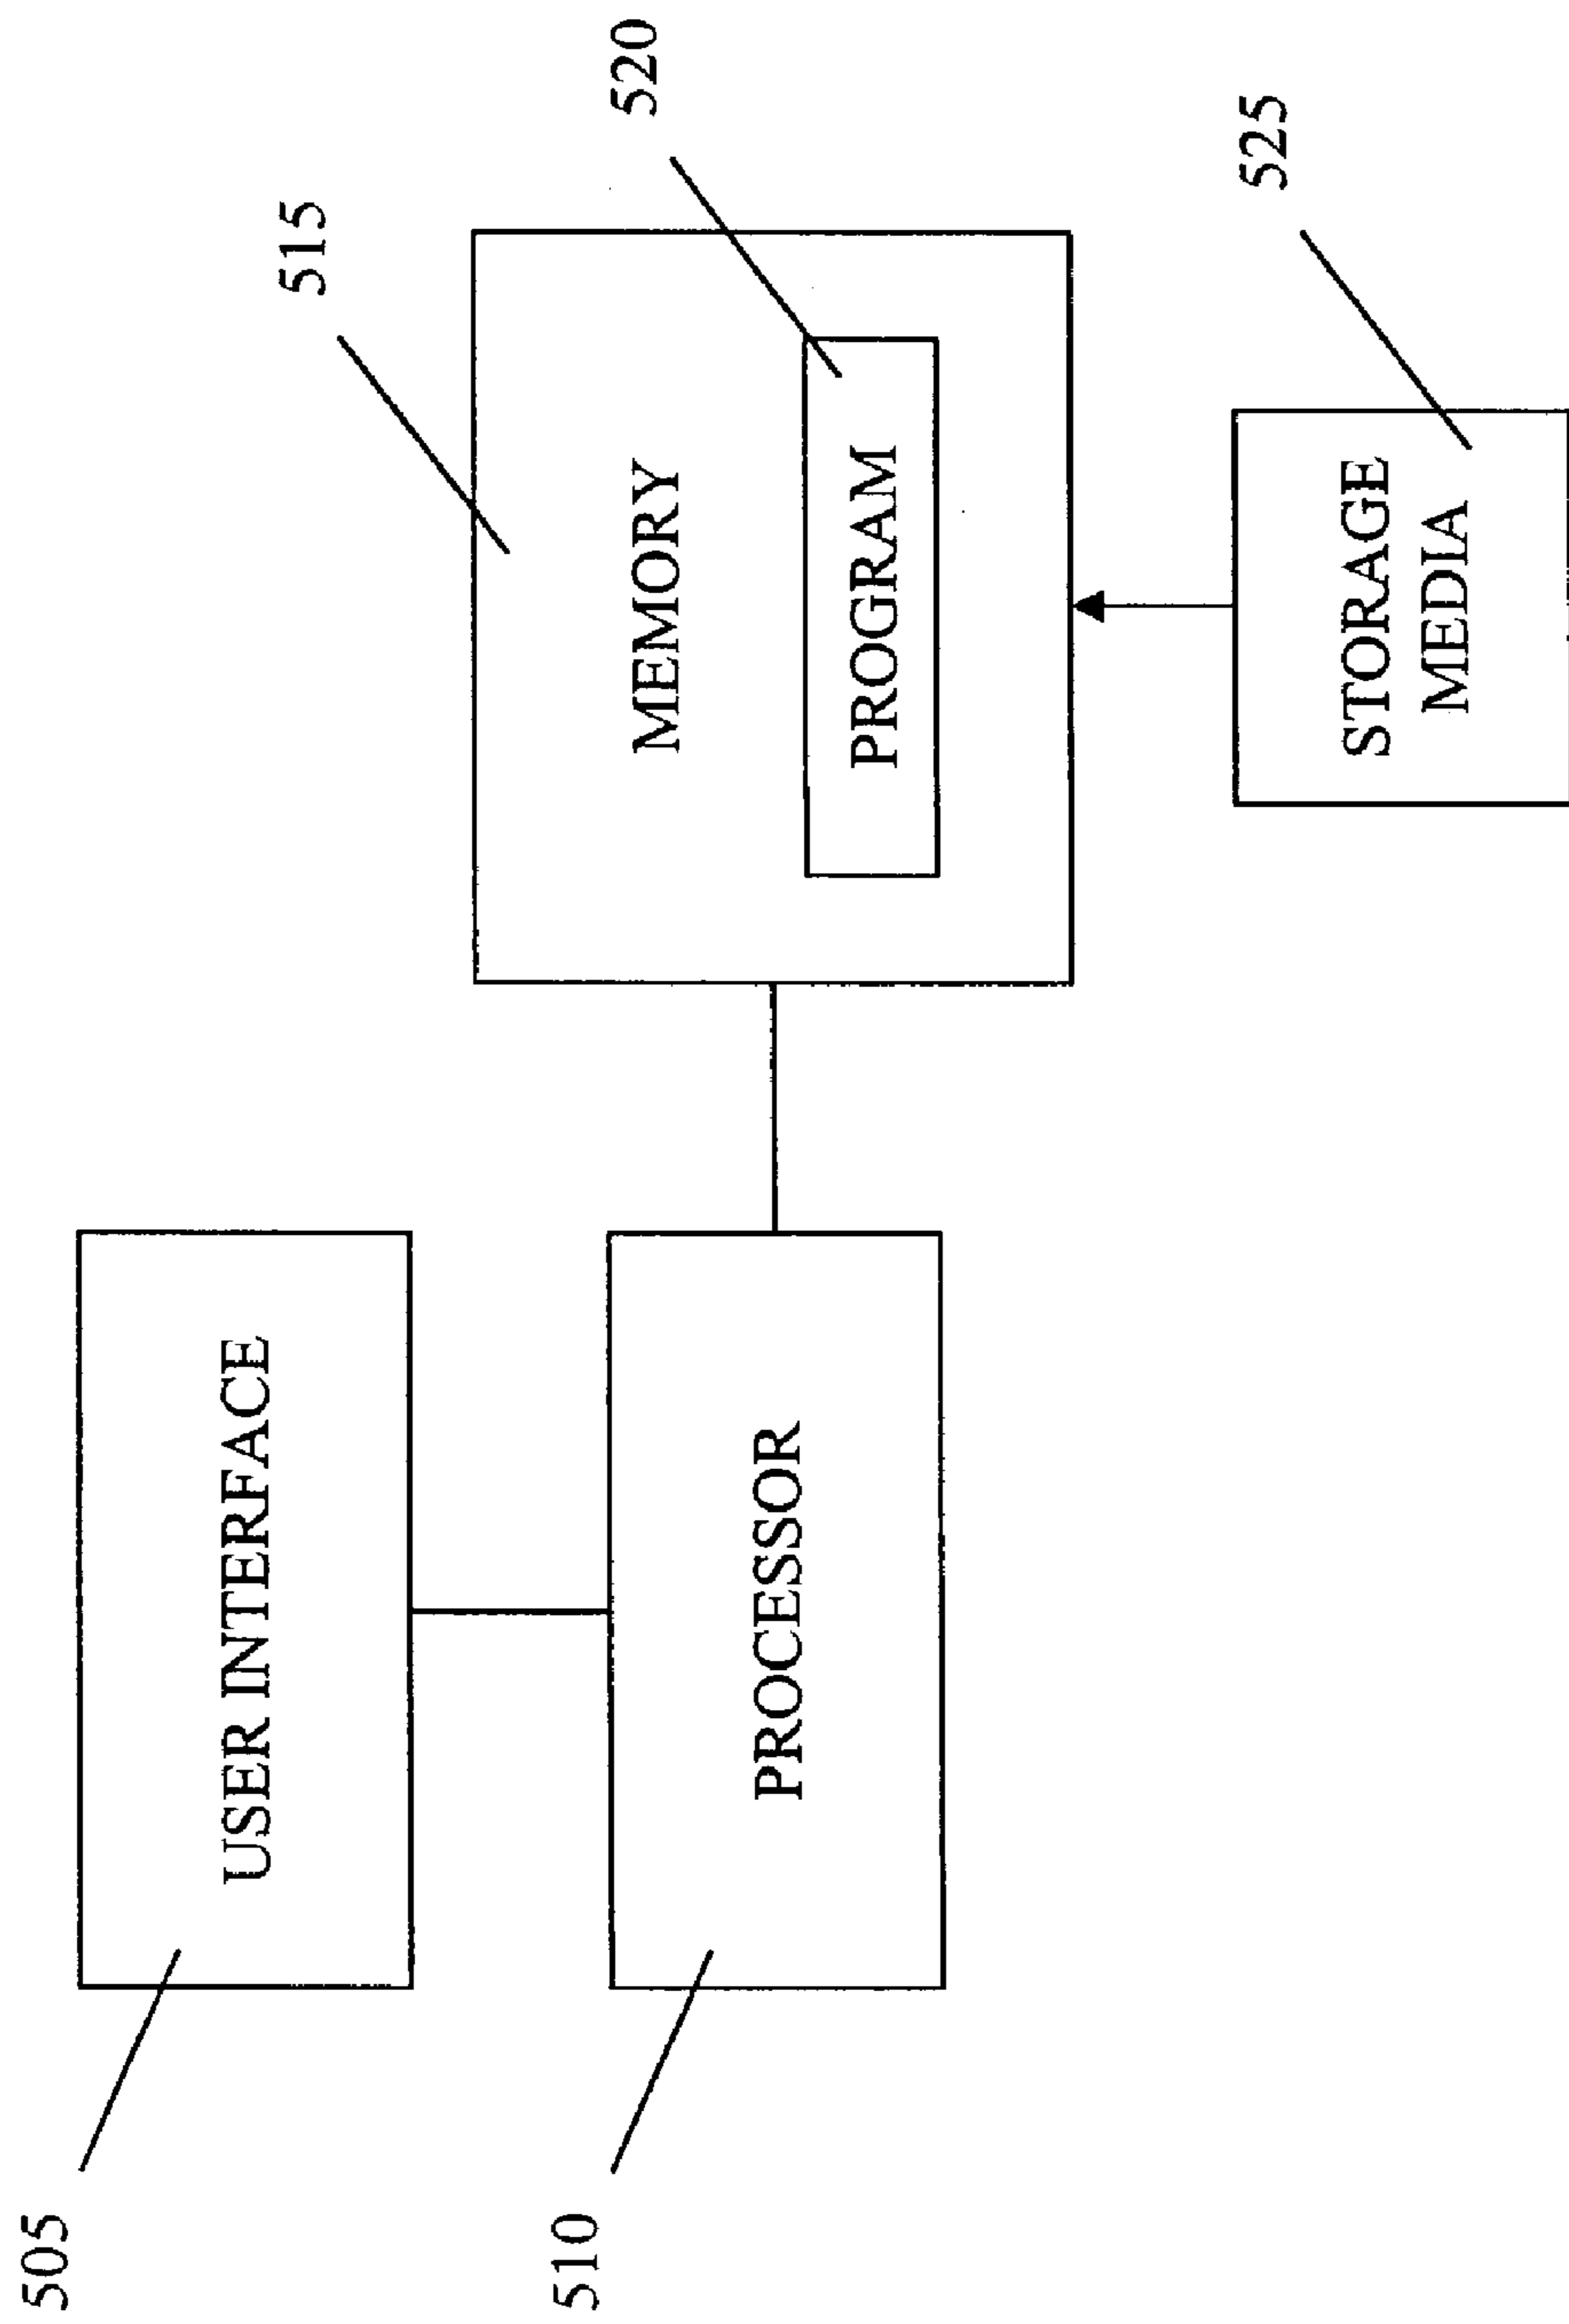 505
USER INTERFACE
510
PROCESSOR
515
MEMORY
520
PROGRAM
525
STORAGE
MEDIA